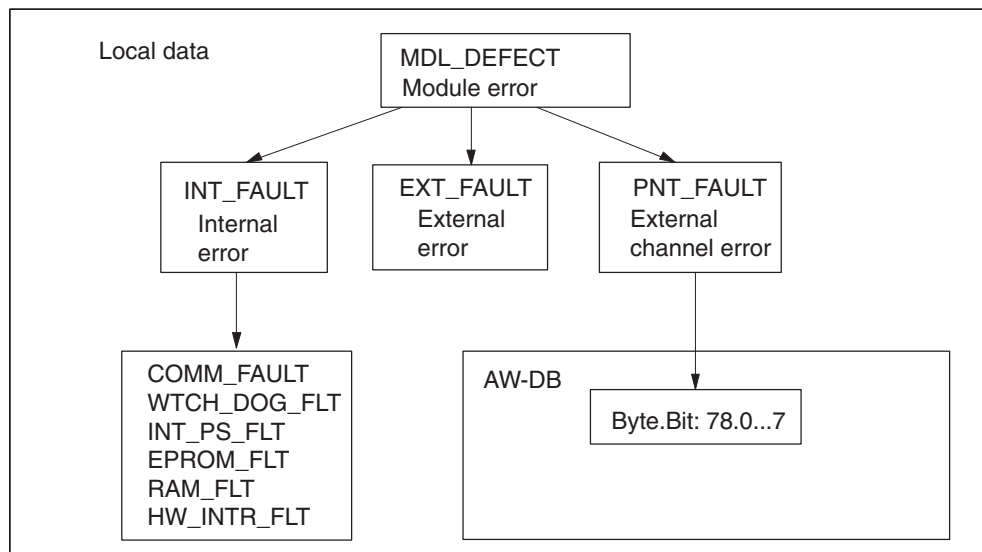 Local data
MDL_DEFECT
Module error
INT_FAULT
Internal
error
EXT_FAULT
External
error
PNT_FAULT
External
channel error
COMM_FAULT
WTCH_DOG_FLT
INT_PS_FLT
EPROM_FLT
RAM_FLT
HW_INTR_FLT
AW-DB
Byte.Bit: 78.0...7